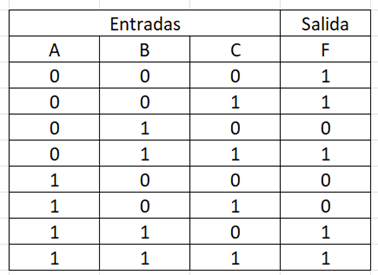 Entradas Salida
A B C F
0 0 0 1
0 0 1 1
0 1 0 0
0 1 1 1
1 0 0 0
1 0 1 0
1 1 0 1
1 1 1 1